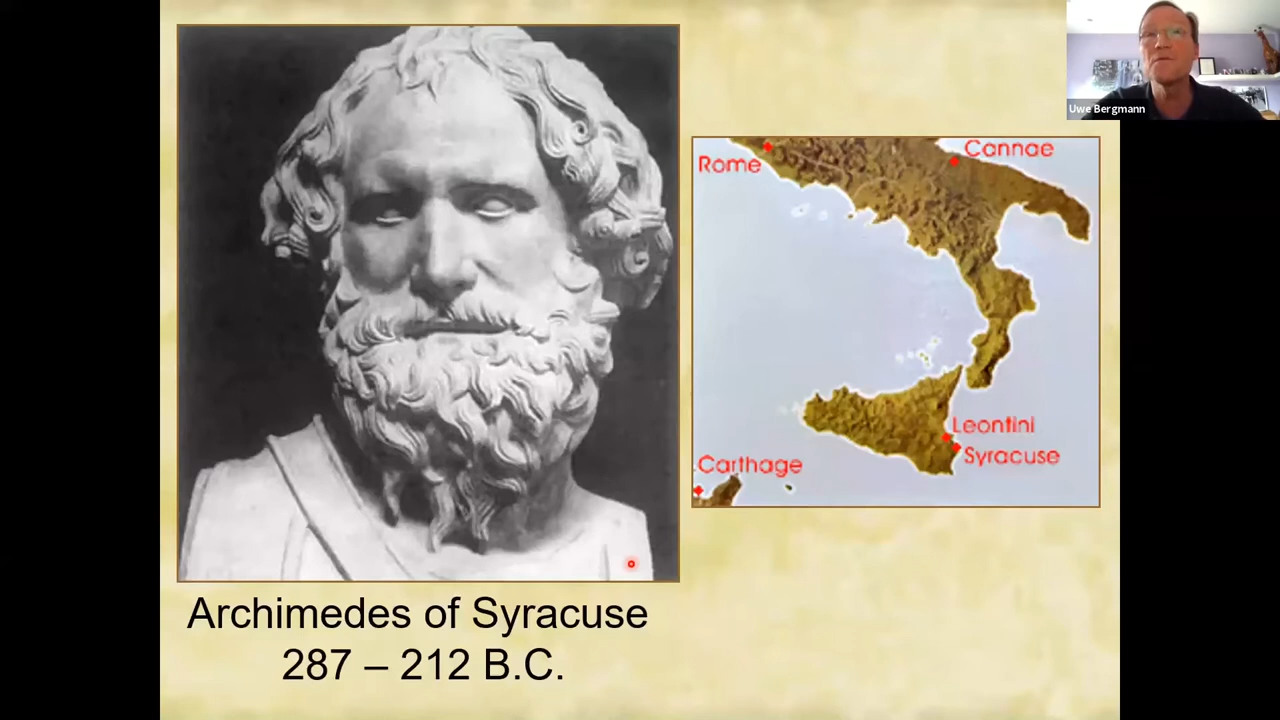 Uwe Bergmann
Cannae
Rome
Leontini
Syracuse
Carthage
Archimedes of Syracuse
287 – 212 B.C.